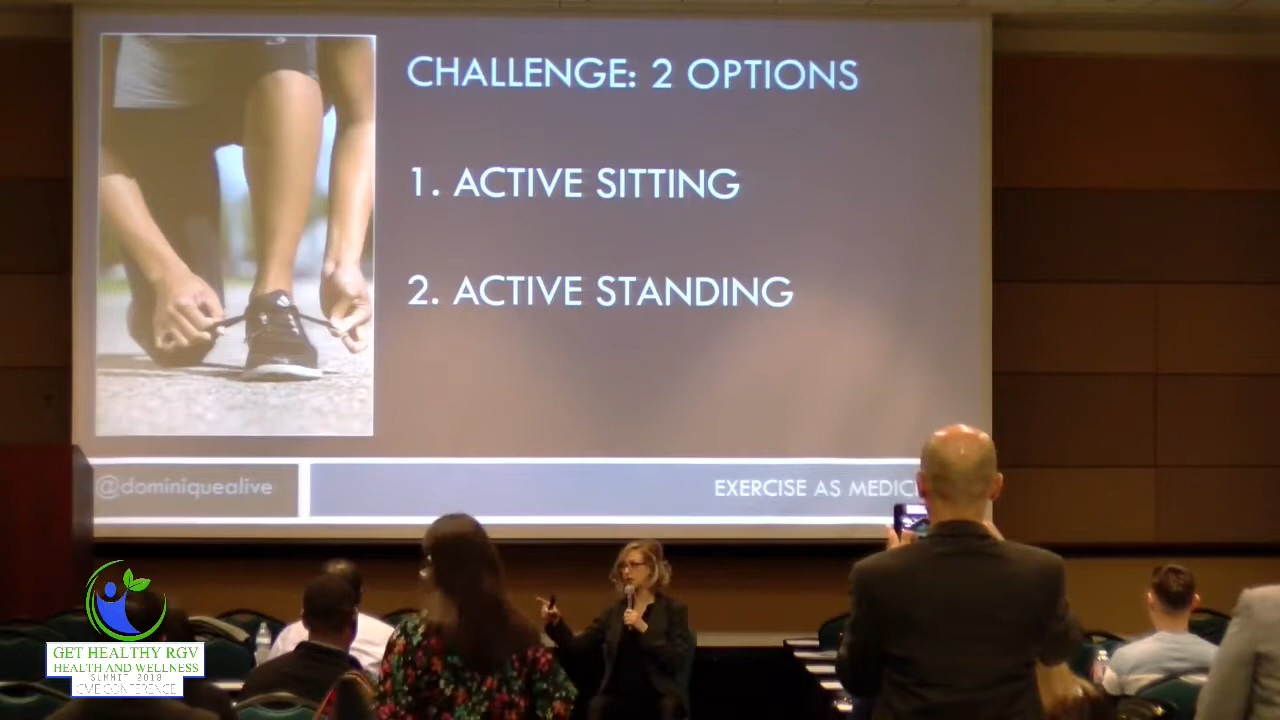 CHALLENGE: 2 OPTIONS
1. ACTIVE SITTING
2. ACTIVE STANDING
@dominiquealive
EXERCISE AS MEDIC
GET HEALTHY RGV
HEALTH AND WELLNESS
SUMMIT 2018
CME CONFERENCE